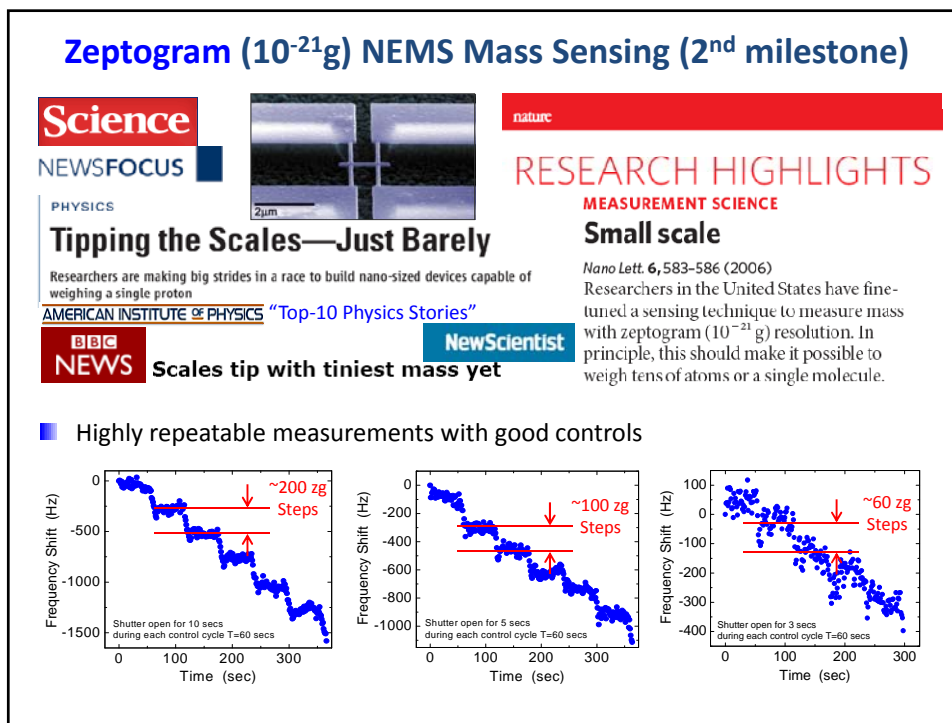 Zeptogram (10⁻²¹g) NEMS Mass Sensing (2ⁿᵈ milestone)
Science
NEWSFOCUS
2μm
PHYSICS
Tipping the Scales—Just Barely
Researchers are making big strides in a race to build nano-sized devices capable of
weighing a single proton
AMERICAN INSTITUTE OF PHYSICS "Top-10 Physics Stories"
BBC
NEWS
Scales tip with tiniest mass yet
NewScientist
nature
RESEARCH HIGHLIGHTS
MEASUREMENT SCIENCE
Small scale
Nano Lett. 6, 583–586 (2006)
Researchers in the United States have fine-
tuned a sensing technique to measure mass
with zeptogram (10⁻²¹ g) resolution. In
principle, this should make it possible to
weigh tens of atoms or a single molecule.
Highly repeatable measurements with good controls
0
-500
-1000
-1500
Frequency Shift (Hz)
~200 zg
Steps
Shutter open for 10 secs
during each control cycle T=60 secs
0 100 200 300
Time (sec)
0
-200
-400
-600
-800
-1000
Frequency Shift (Hz)
~100 zg
Steps
Shutter open for 5 secs
during each control cycle T=60 secs
0 100 200 300
Time (sec)
100
0
-100
-200
-300
-400
Frequency Shift (Hz)
~60 zg
Steps
Shutter open for 3 secs
during each control cycle T=60 secs
0 100 200 300
Time (sec)